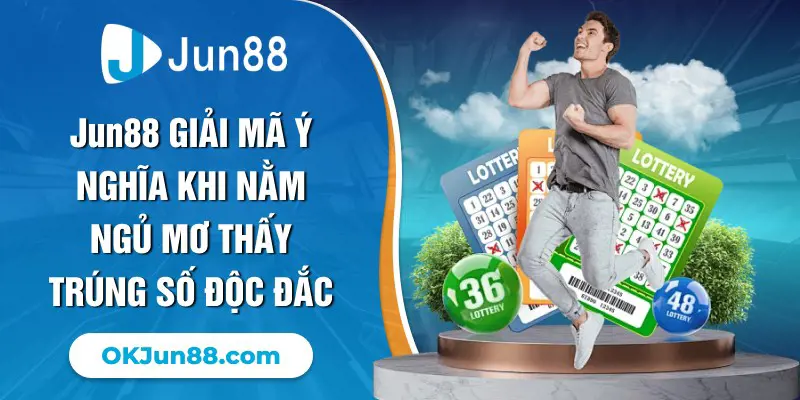 Jun88
Jun88 GIẢI MÃ Ý
NGHĨA KHI NẰM
NGỦ MƠ THẤY
TRÚNG SỐ ĐỘC ĐẮC
OKJun88.com
LOTTERY
LOTTERY
36
LOTTERY
48
LOTTERY